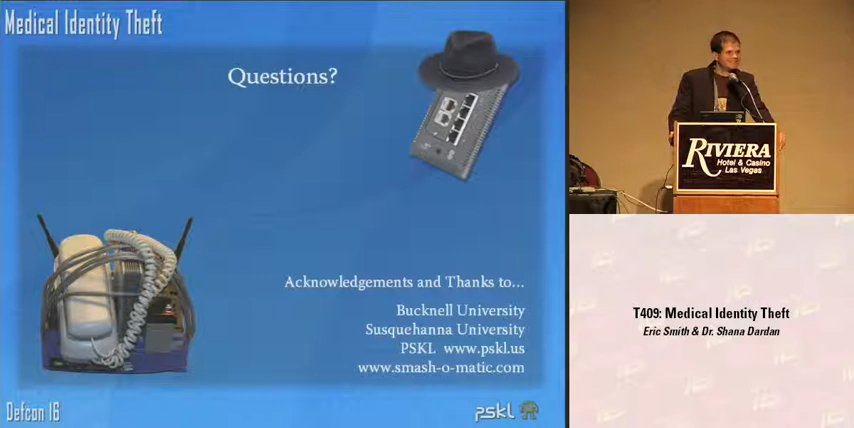 Medical Identity Theft
Questions?
Acknowledgements and Thanks to...
Bucknell University
Susquehanna University
PSKL www.pskl.us
www.smash-o-matic.com
Defcon 16
pskl
RIVIERA
Hotel & Casino
Las Vegas
T409: Medical Identity Theft
Eric Smith & Dr. Shana Dardan